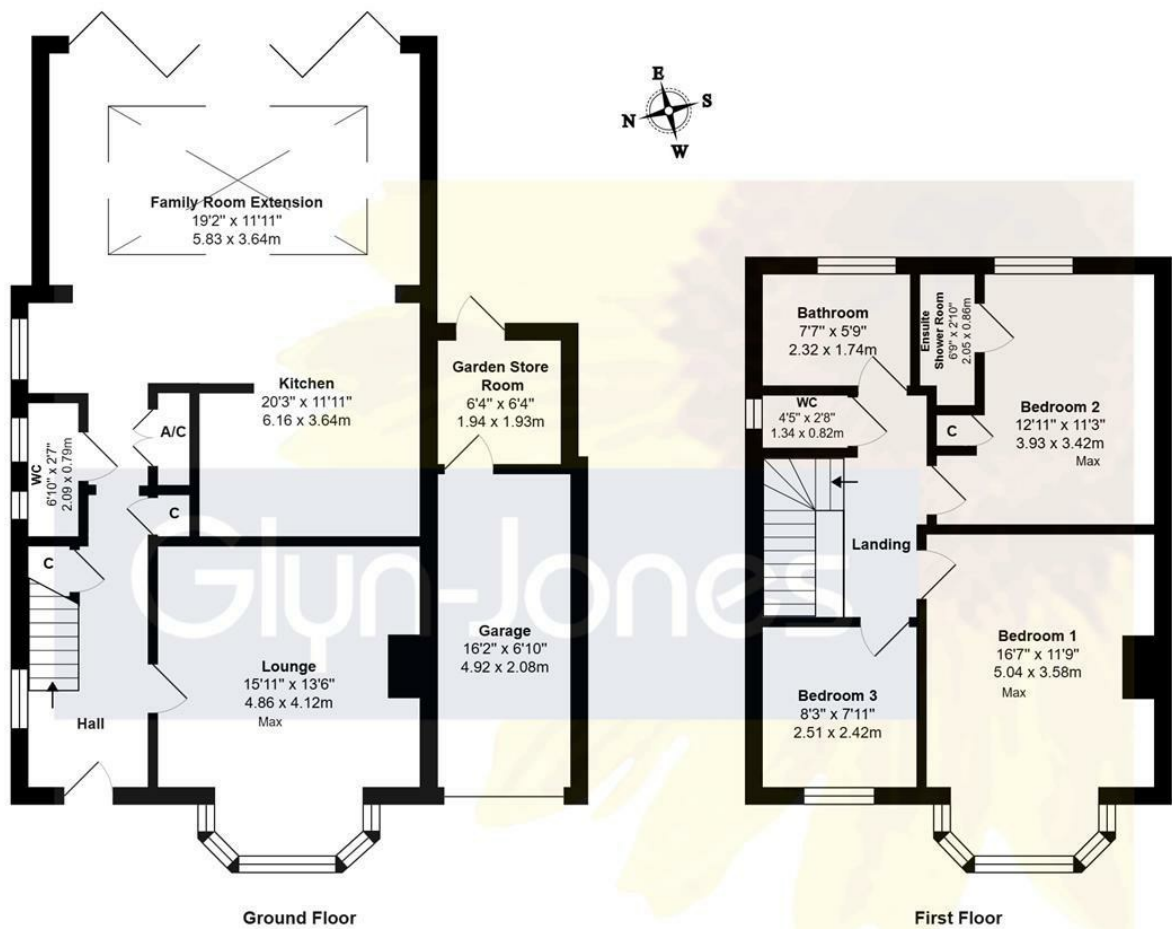 E
N
S
W
Family Room Extension
19'2" x 11'11"
5.83 x 3.64m
Kitchen
20'3" x 11'11"
6.16 x 3.64m
A/C
WC
6'10" x 2'7"
2.09 x 0.79m
C
C
Garden Store
Room
6'4" x 6'4"
1.94 x 1.93m
Garage
16'2" x 6'10"
4.92 x 2.08m
Lounge
15'11" x 13'6"
4.86 x 4.12m
Max
Hall
Ground Floor
Bathroom
7'7" x 5'9"
2.32 x 1.74m
Ensuite
Shower Room
6'9" x 2'10"
2.05 x 0.86m
WC
4'5" x 2'8"
1.34 x 0.82m
C
Bedroom 2
12'11" x 11'3"
3.93 x 3.42m
Max
Landing
Bedroom 1
16'7" x 11'9"
5.04 x 3.58m
Max
Bedroom 3
8'3" x 7'11"
2.51 x 2.42m
First Floor
Glyn-Jones